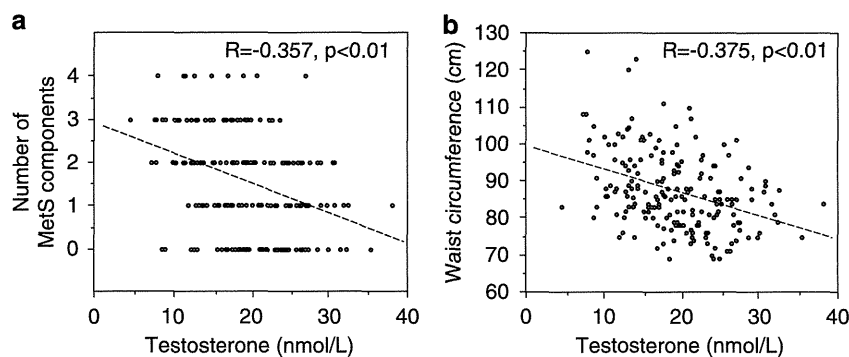 a
R=-0.357, p<0.01
4
3
2
1
0
Number of
MetS components
0
10
20
30
40
Testosterone (nmol/L)
b
R=-0.375, p<0.01
130
120
110
100
90
80
70
60
Waist circumference (cm)
0
10
20
30
40
Testosterone (nmol/L)